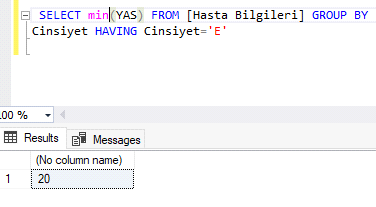 SELECT min(YAS) FROM [Hasta Bilgileri] GROUP BY
Cinsiyet HAVING Cinsiyet='E'
.00 %
Results Messages
(No column name)
1 20